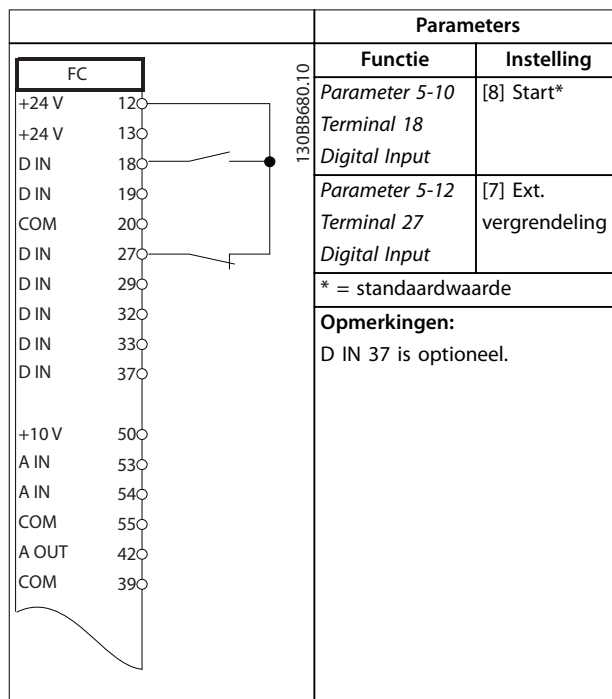 FC
+24 V 12
+24 V 13
D IN 18
D IN 19
COM 20
D IN 27
D IN 29
D IN 32
D IN 33
D IN 37
+10 V 50
A IN 53
A IN 54
COM 55
A OUT 42
COM 39
130BB680.10
Parameters
Functie Instelling
Parameter 5-10 [8] Start*
Terminal 18
Digital Input
Parameter 5-12 [7] Ext.
Terminal 27 vergrendeling
Digital Input
* = standaardwaarde
Opmerkingen:
D IN 37 is optioneel.